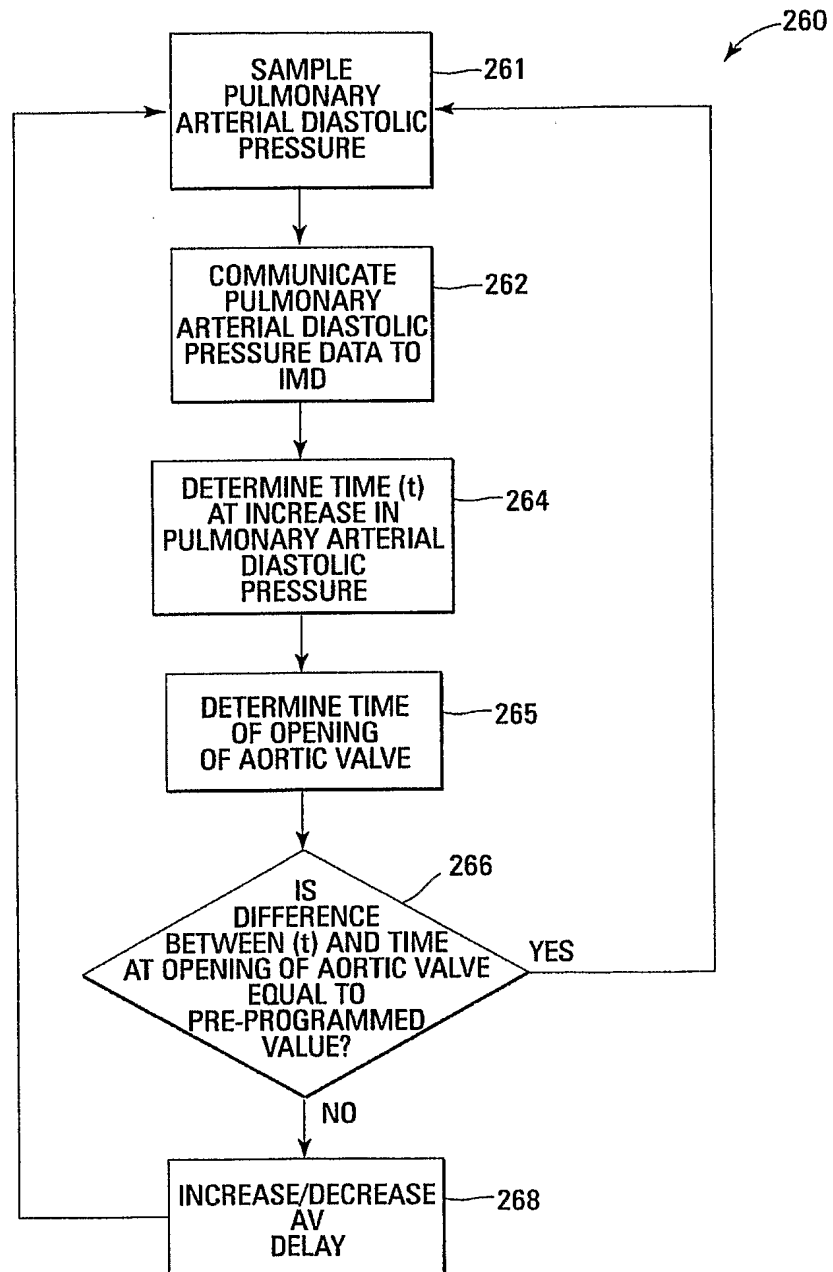 260
SAMPLE
PULMONARY
ARTERIAL DIASTOLIC
PRESSURE
261
COMMUNICATE
PULMONARY
ARTERIAL DIASTOLIC
PRESSURE DATA TO
IMD
262
DETERMINE TIME (t)
AT INCREASE IN
PULMONARY ARTERIAL
DIASTOLIC
PRESSURE
264
DETERMINE TIME
OF OPENING
OF AORTIC VALVE
265
IS
DIFFERENCE
BETWEEN (t) AND TIME
AT OPENING OF AORTIC VALVE
EQUAL TO
PRE-PROGRAMMED
VALUE?
266
YES
NO
INCREASE/DECREASE
AV
DELAY
268